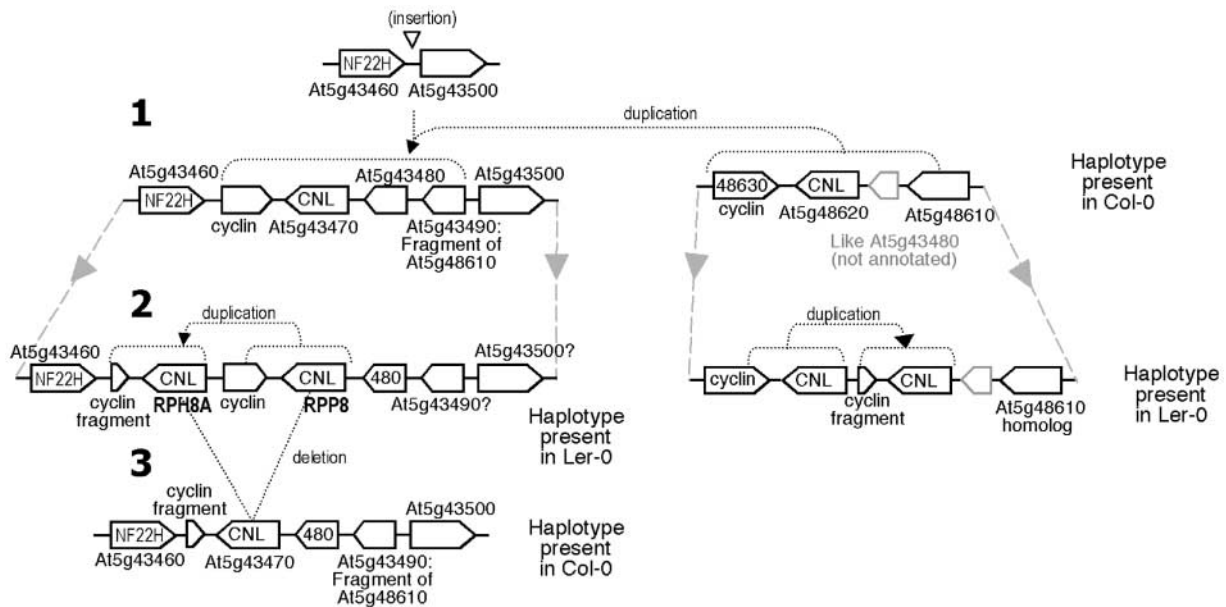 (insertion)
NF22H
At5g43460 At5g43500
1
duplication
At5g43460
At5g43480
At5g43500
NF22H
CNL
cyclin
At5g43470
At5g43490:
Fragment of
At5g48610
48630
CNL
cyclin
At5g48620
At5g48610
Like At5g43480
(not annotated)
Haplotype
present
in Col-0
2
duplication
At5g43460
At5g43500?
NF22H
CNL
CNL
480
cyclin
fragment
RPH8A
cyclin
RPP8
At5g43490?
Haplotype
present
in Ler-0
duplication
cyclin
CNL
CNL
cyclin
fragment
At5g48610
homolog
Haplotype
present
in Ler-0
3
deletion
cyclin
fragment
At5g43500
NF22H
CNL
480
At5g43460
At5g43470
At5g43490:
Fragment of
At5g48610
Haplotype
present
in Col-0